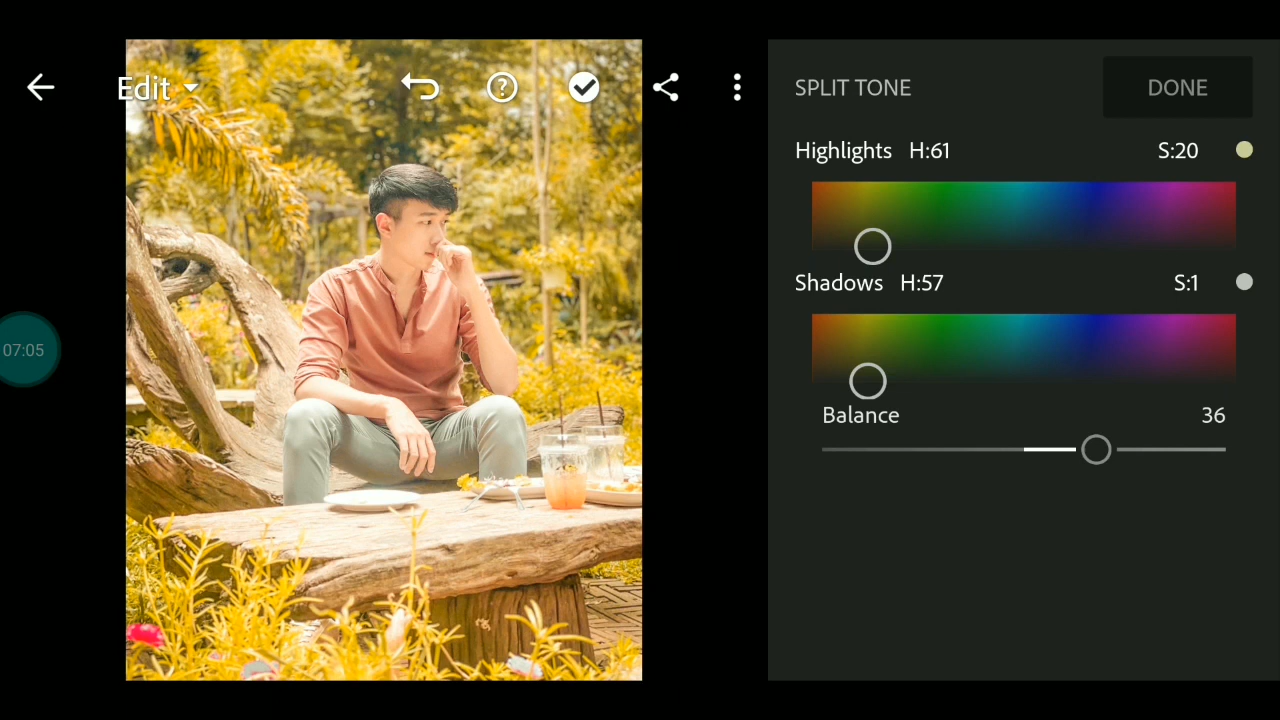 Edit
?
SPLIT TONE
DONE
Highlights H:61 S:20
Shadows H:57 S:1
Balance 36
07:05